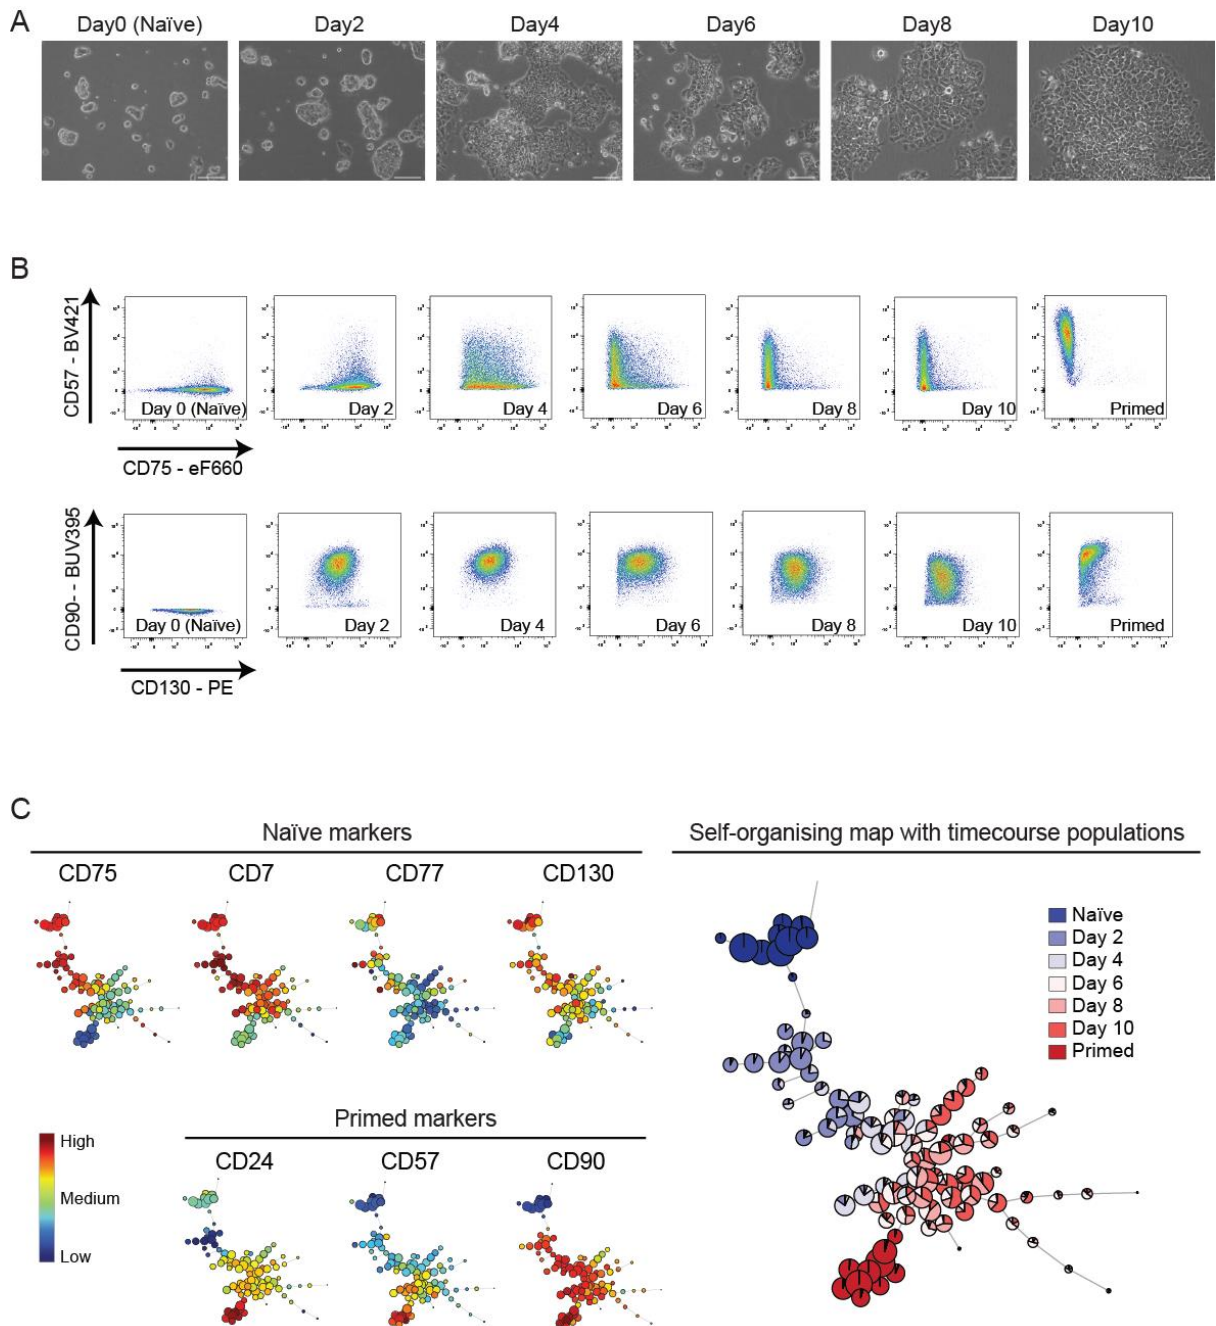 A
Day0 (Naïve)
Day2
Day4
Day6
Day8
Day10
B
CD57 - BV421
Day 0 (Naïve)
Day 2
Day 4
Day 6
Day 8
Day 10
Primed
CD75 - eF660
CD90- - BUV395
Day 0 (Naïve)
Day 2
Day 4
Day 6
Day 8
Day 10
Primed
CD130 - PE
C
Naïve markers
CD75
CD7
CD77
CD130
Primed markers
CD24
CD57
CD90
High
Medium
Low
Self-organising map with timecourse populations
Naïve
Day 2
Day 4
Day 6
Day 8
Day 10
Primed